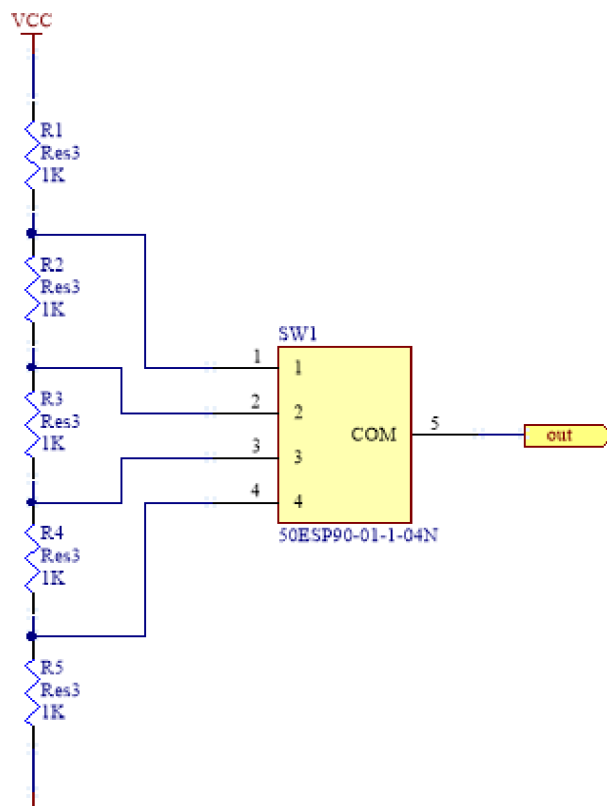 VCC
R1
Res3
1K
R2
Res3
1K
SW1
1
1
R3
Res3
1K
2
2
COM
5
out
3
3
4
4
50ESP90-01-1-04N
R4
Res3
1K
R5
Res3
1K